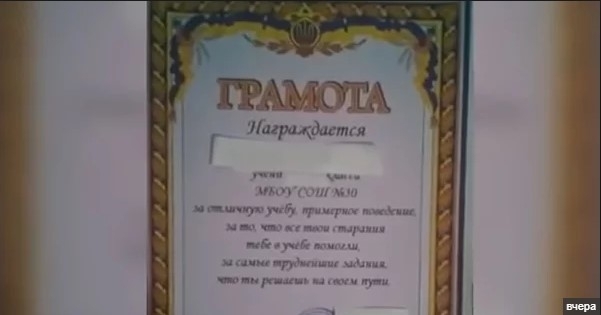 ГРАМОТА
Награждается
МБОУ СОШ №30
за отличную учёбу, примерное поведение,
за то, что все твои старания
тебе в учёбе помогли,
за самые труднейшие задания,
что ты решаешь на своем пути.
вчера